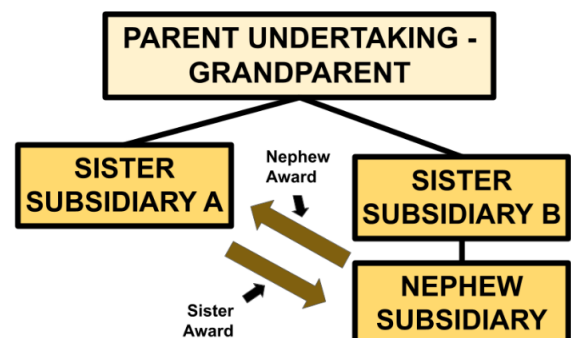 PARENT UNDERTAKING -
GRANDPARENT
SISTER
SUBSIDIARY A
Nephew
Award
SISTER
SUBSIDIARY B
Sister
Award
NEPHEW
SUBSIDIARY